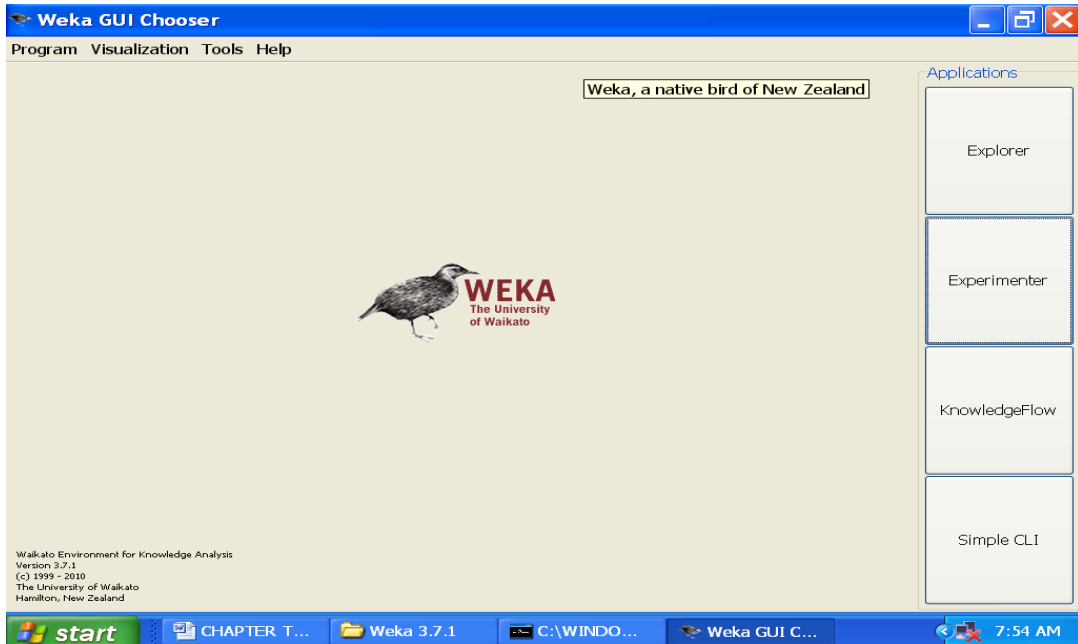 Weka GUI Chooser
Program Visualization Tools Help
Weka, a native bird of New Zealand
Applications
Explorer
Experimenter
KnowledgeFlow
Simple CLI
WEKA
The University
of Waikato
Waikato Environment for Knowledge Analysis
Version 3.7.1
(c) 1999 - 2010
The University of Waikato
Hamilton, New Zealand
start CHAPTER T... Weka 3.7.1 C:\WINDO... Weka GUI C... 7:54 AM